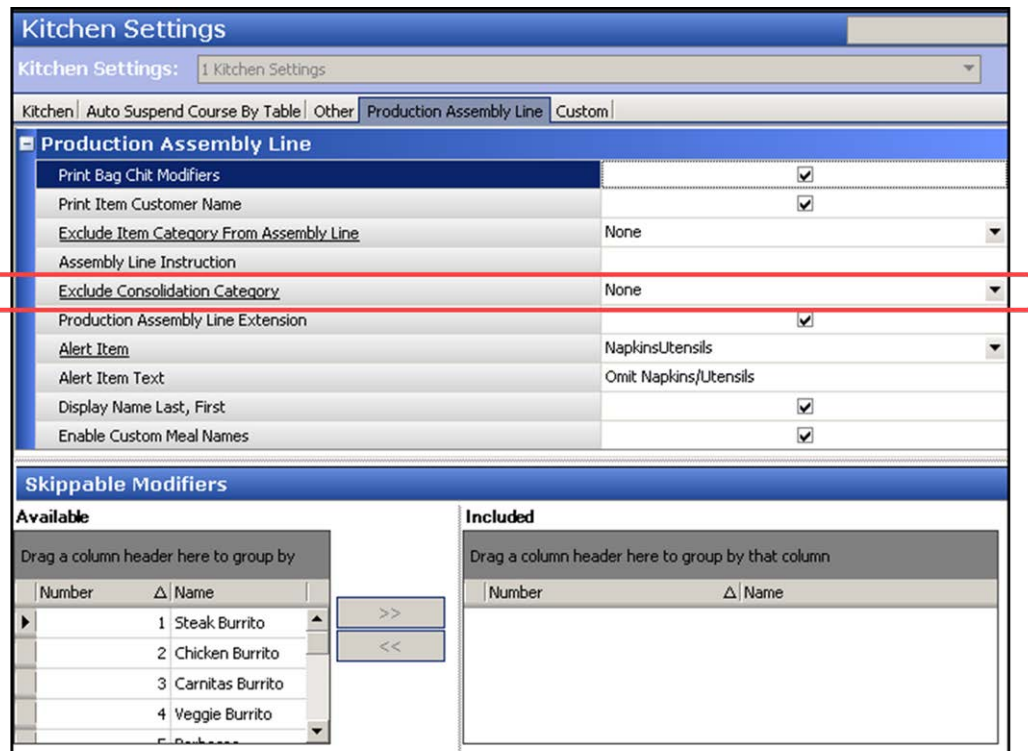 Kitchen Settings
Kitchen Settings: 1 Kitchen Settings
Kitchen Auto Suspend Course By Table Other Production Assembly Line Custom
Production Assembly Line
Print Bag Chit Modifiers
Print Item Customer Name
Exclude Item Category From Assembly Line None
Assembly Line Instruction
Exclude Consolidation Category None
Production Assembly Line Extension
Alert Item NapkinsUtensils
Alert Item Text Omit Napkins/Utensils
Display Name Last, First
Enable Custom Meal Names
Skippable Modifiers
Available Included
Drag a column header here to group by Drag a column header here to group by that column
Number Name Number Name
1 Steak Burrito >>
2 Chicken Burrito <<
3 Carnitas Burrito
4 Veggie Burrito